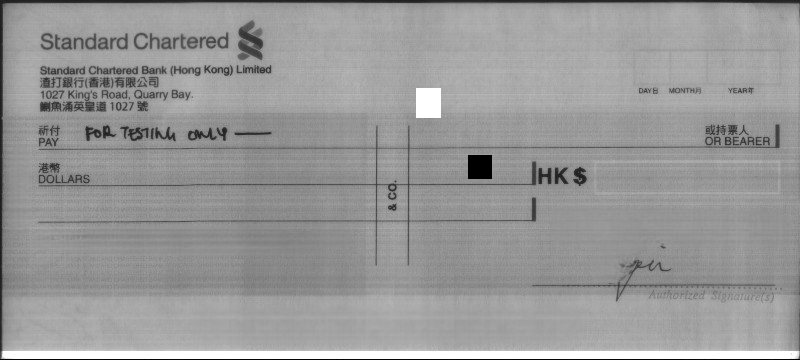 Standard Chartered
Standard Chartered Bank (Hong Kong) Limited
渣打銀行(香港)有限公司
1027 King's Road, Quarry Bay.
鰂魚涌英皇道 1027 號
DAY日 MONTH月 YEAR年
祈付
PAY
FOR TESTING ONLY
或持票人
OR BEARER
港幣
DOLLARS
& CO.
HK $
Authorized Signature(s)